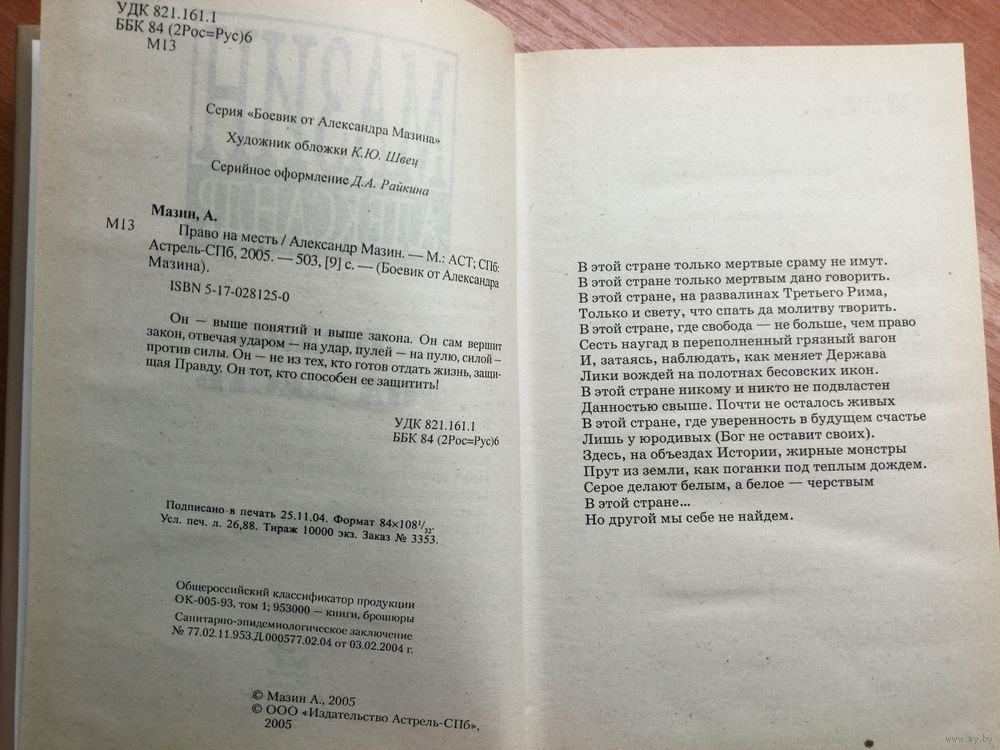 УДК 821.161.1
ББК 84 (2Рос=Рус)6
М13
Серия «Боевик от Александра Мазина»
Художник обложки К.Ю. Швец
Серийное оформление Д.А. Райкина
Мазин, А.
М13
Право на месть / Александр Мазин. — М.: АСТ; СПб:
Астрель-СПб, 2005. — 503, [9] с. — (Боевик от Александра
Мазина).
ISBN 5-17-028125-0
Он — выше понятий и выше закона. Он сам вершит
закон, отвечая ударом — на удар, пулей — на пулю, силой —
против силы. Он — не из тех, кто готов отдать жизнь, защи-
щая Правду. Он тот, кто способен ее защитить!
УДК 821.161.1
ББК 84 (2Рос=Рус)6
Подписано в печать 25.11.04. Формат 84×108 1/32.
Усл. печ. л. 26,88. Тираж 10000 экз. Заказ № 3353.
Общероссийский классификатор продукции
ОК-005-93, том 1; 953000 — книги, брошюры
Санитарно-эпидемиологическое заключение
№ 77.02.11.953.Д.000577.02.04 от 03.02.2004 г.
© Мазин А., 2005
© ООО «Издательство Астрель-СПб»,
2005
В этой стране только мертвые сраму не имут.
В этой стране только мертвым дано говорить.
В этой стране, на развалинах Третьего Рима,
Только и свету, что спать да молитву творить.
В этой стране, где свобода — не больше, чем право
Сесть наугад в переполненный грязный вагон
И, затаясь, наблюдать, как меняет Держава
Лики вождей на полотнах бесовских икон.
В этой стране никому и никто не подвластен
Данностью свыше. Почти не осталось живых
В этой стране, где уверенность в будущем счастье
Лишь у юродивых (Бог не оставит своих).
Здесь, на объездах Истории, жирные монстры
Прут из земли, как поганки под теплым дождем.
Серое делают белым, а белое — черствым
В этой стране...
Но другой мы себе не найдем.
www.ay.by